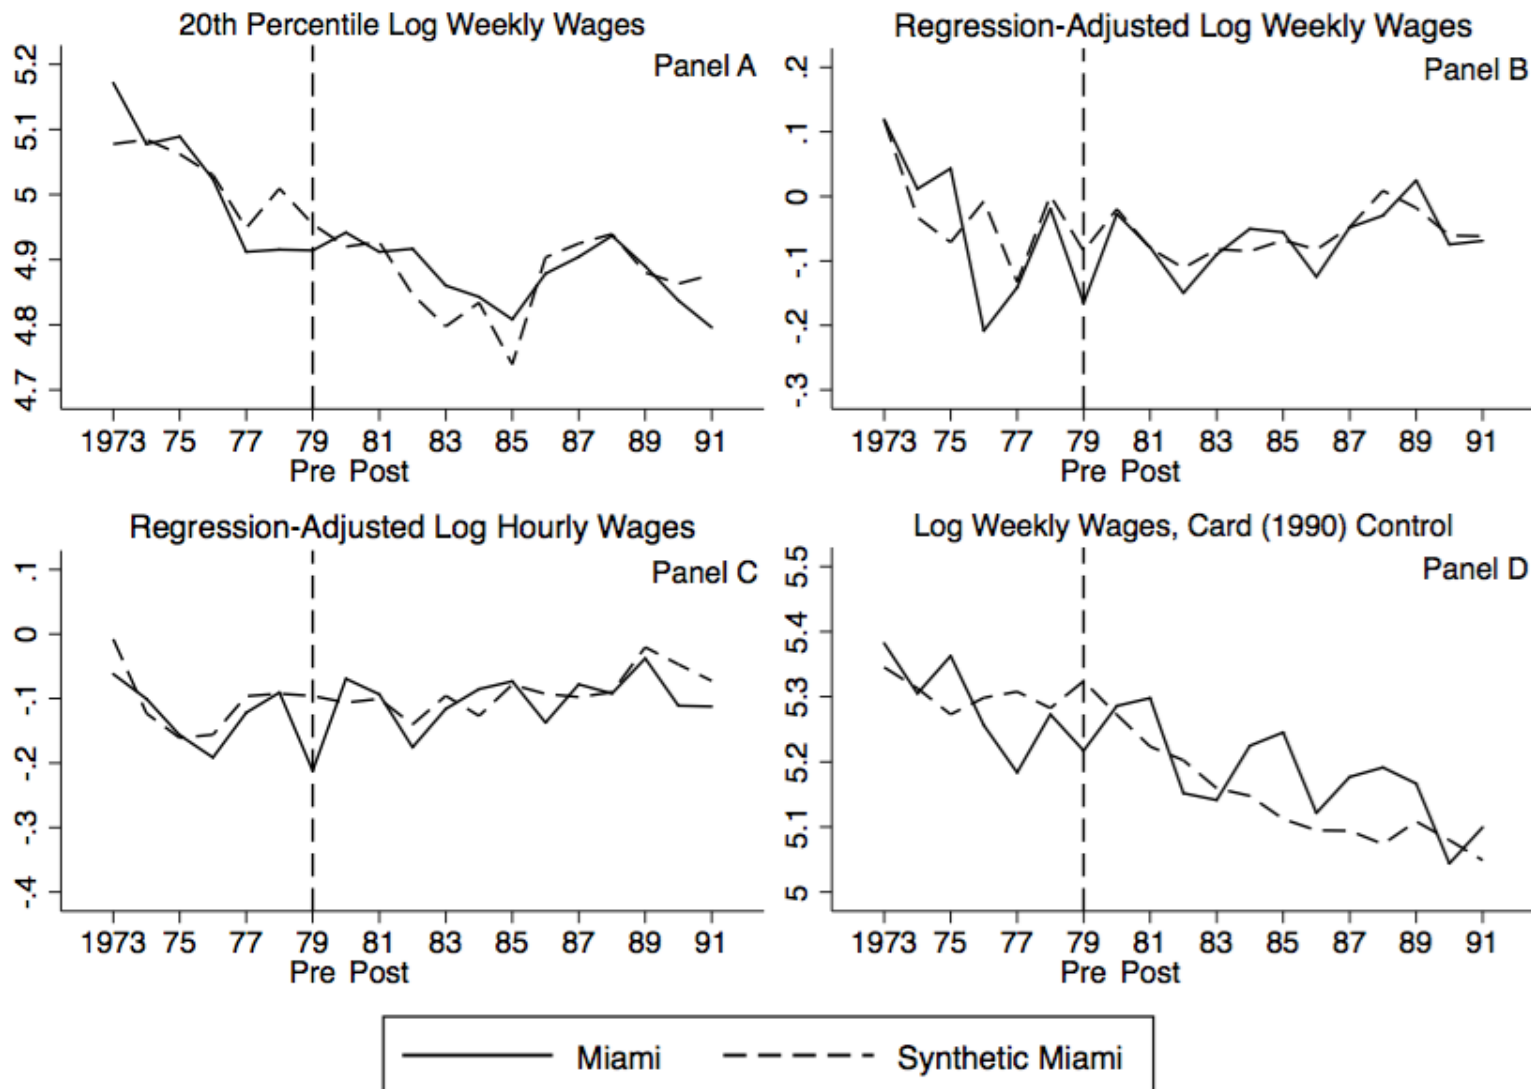 20th Percentile Log Weekly Wages
Panel A
5.2
5.1
5
4.9
4.8
4.7
1973 75 77 79 81 83 85 87 89 91
Pre Post
Regression-Adjusted Log Weekly Wages
Panel B
.2
.1
0
-.1
-.2
-.3
1973 75 77 79 81 83 85 87 89 91
Pre Post
Regression-Adjusted Log Hourly Wages
Panel C
.1
0
-.1
-.2
-.3
-.4
1973 75 77 79 81 83 85 87 89 91
Pre Post
Log Weekly Wages, Card (1990) Control
Panel D
5.5
5.4
5.3
5.2
5.1
5
1973 75 77 79 81 83 85 87 89 91
Pre Post
Miami Synthetic Miami